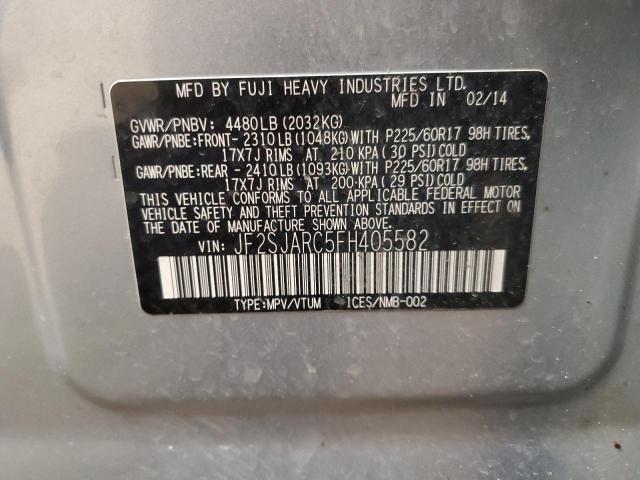 MFD BY FUJI HEAVY INDUSTRIES LTD.
MFD IN 02/14
GVWR/PNBV: 4480LB (2032KG)
GAWR/PNBE:FRONT- 2310LB (1048KG) WITH P225/60R17 98H TIRES,
17X7J RIMS AT 210 KPA (30 PSI) COLD
GAWR/PNBE:REAR - 2410LB (1093KG) WITH P225/60R17 98H TIRES,
17X7J RIMS AT 200 KPA (29 PSI) COLD
THIS VEHICLE CONFORMS TO ALL APPLICABLE FEDERAL MOTOR
VEHICLE SAFETY AND THEFT PREVENTION STANDARDS IN EFFECT ON
THE DATE OF MANUFACTURE SHOWN ABOVE.
VIN: JF2SJARC5FH405582
TYPE:MPV/VTUM ICES/NMB-002